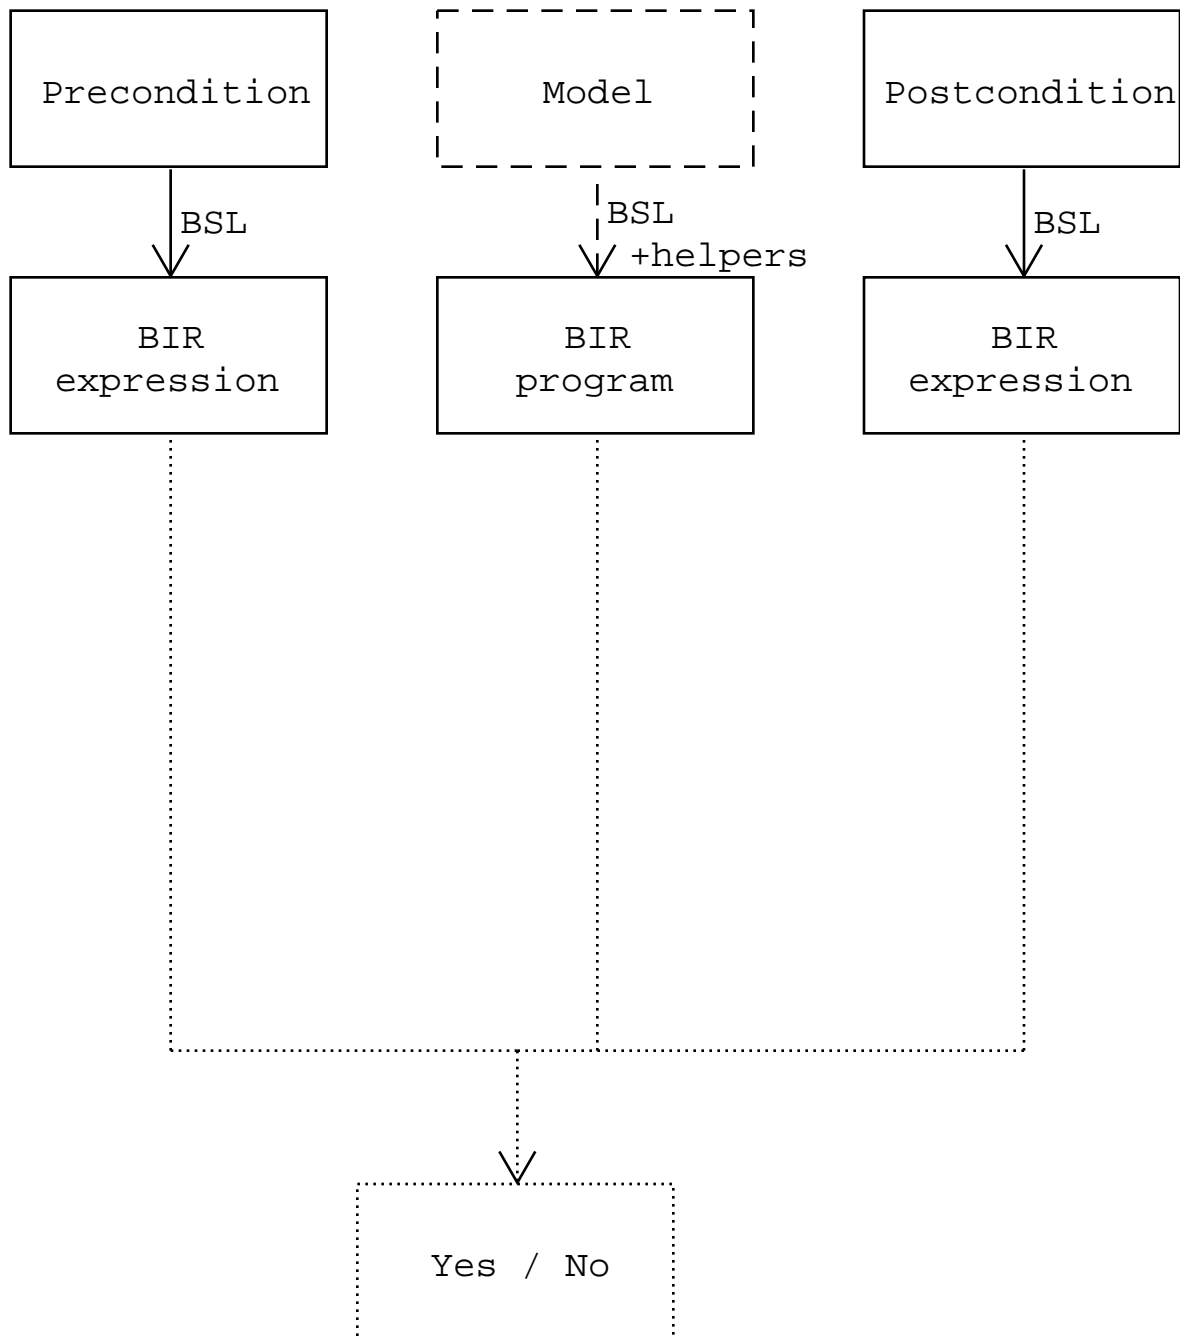 Precondition
Model
Postcondition
BSL
BSL
+helpers
BSL
BIR
expression
BIR
program
BIR
expression
Yes / No